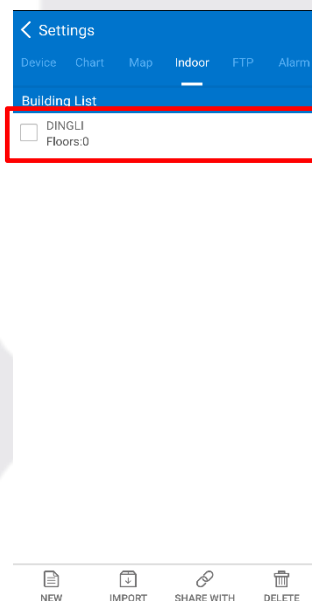 Settings
Device Chart Map Indoor FTP Alarm
Building List
DINGLI
Floors:0
NEW IMPORT SHARE WITH DELETE